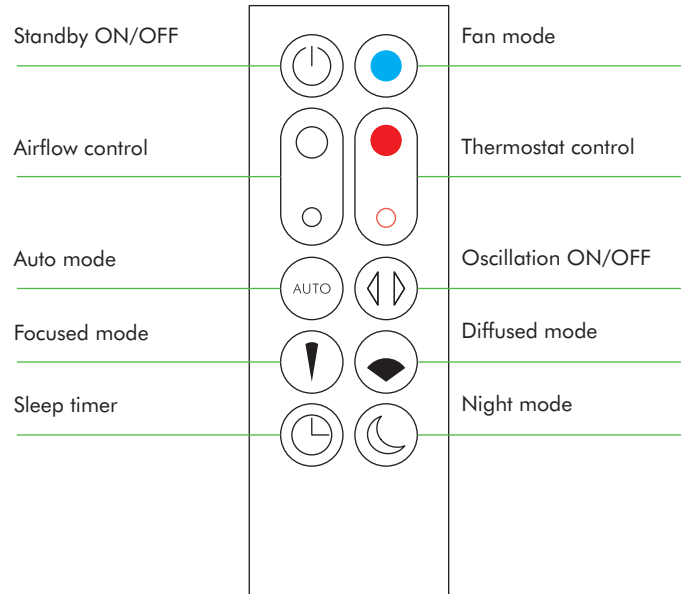 Standby ON/OFF
Fan mode
Airflow control
Thermostat control
Auto mode
Oscillation ON/OFF
AUTO
Focused mode
Diffused mode
Sleep timer
Night mode